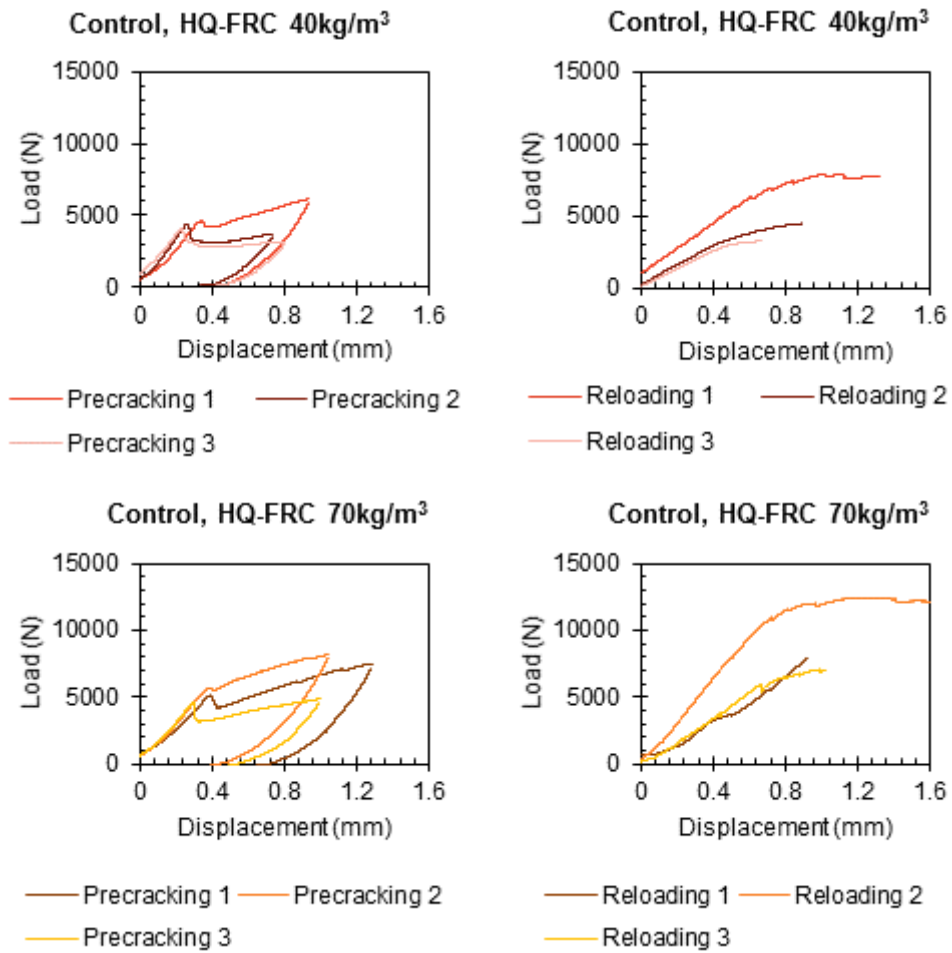 Control, HQ-FRC 40kg/m³
15000
10000
5000
0
Load (N)
0 0.4 0.8 1.2 1.6
Displacement (mm)
Precracking 1 Precracking 2
Precracking 3
Control, HQ-FRC 40kg/m³
15000
10000
5000
0
Load (N)
0 0.4 0.8 1.2 1.6
Displacement (mm)
Reloading 1 Reloading 2
Reloading 3
Control, HQ-FRC 70kg/m³
15000
10000
5000
0
Load (N)
0 0.4 0.8 1.2 1.6
Displacement (mm)
Precracking 1 Precracking 2
Precracking 3
Control, HQ-FRC 70kg/m³
15000
10000
5000
0
Load (N)
0 0.4 0.8 1.2 1.6
Displacement (mm)
Reloading 1 Reloading 2
Reloading 3